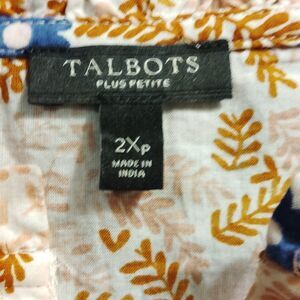 TALBOTS
PLUS PETITE
2Xp
MADE IN
INDIA